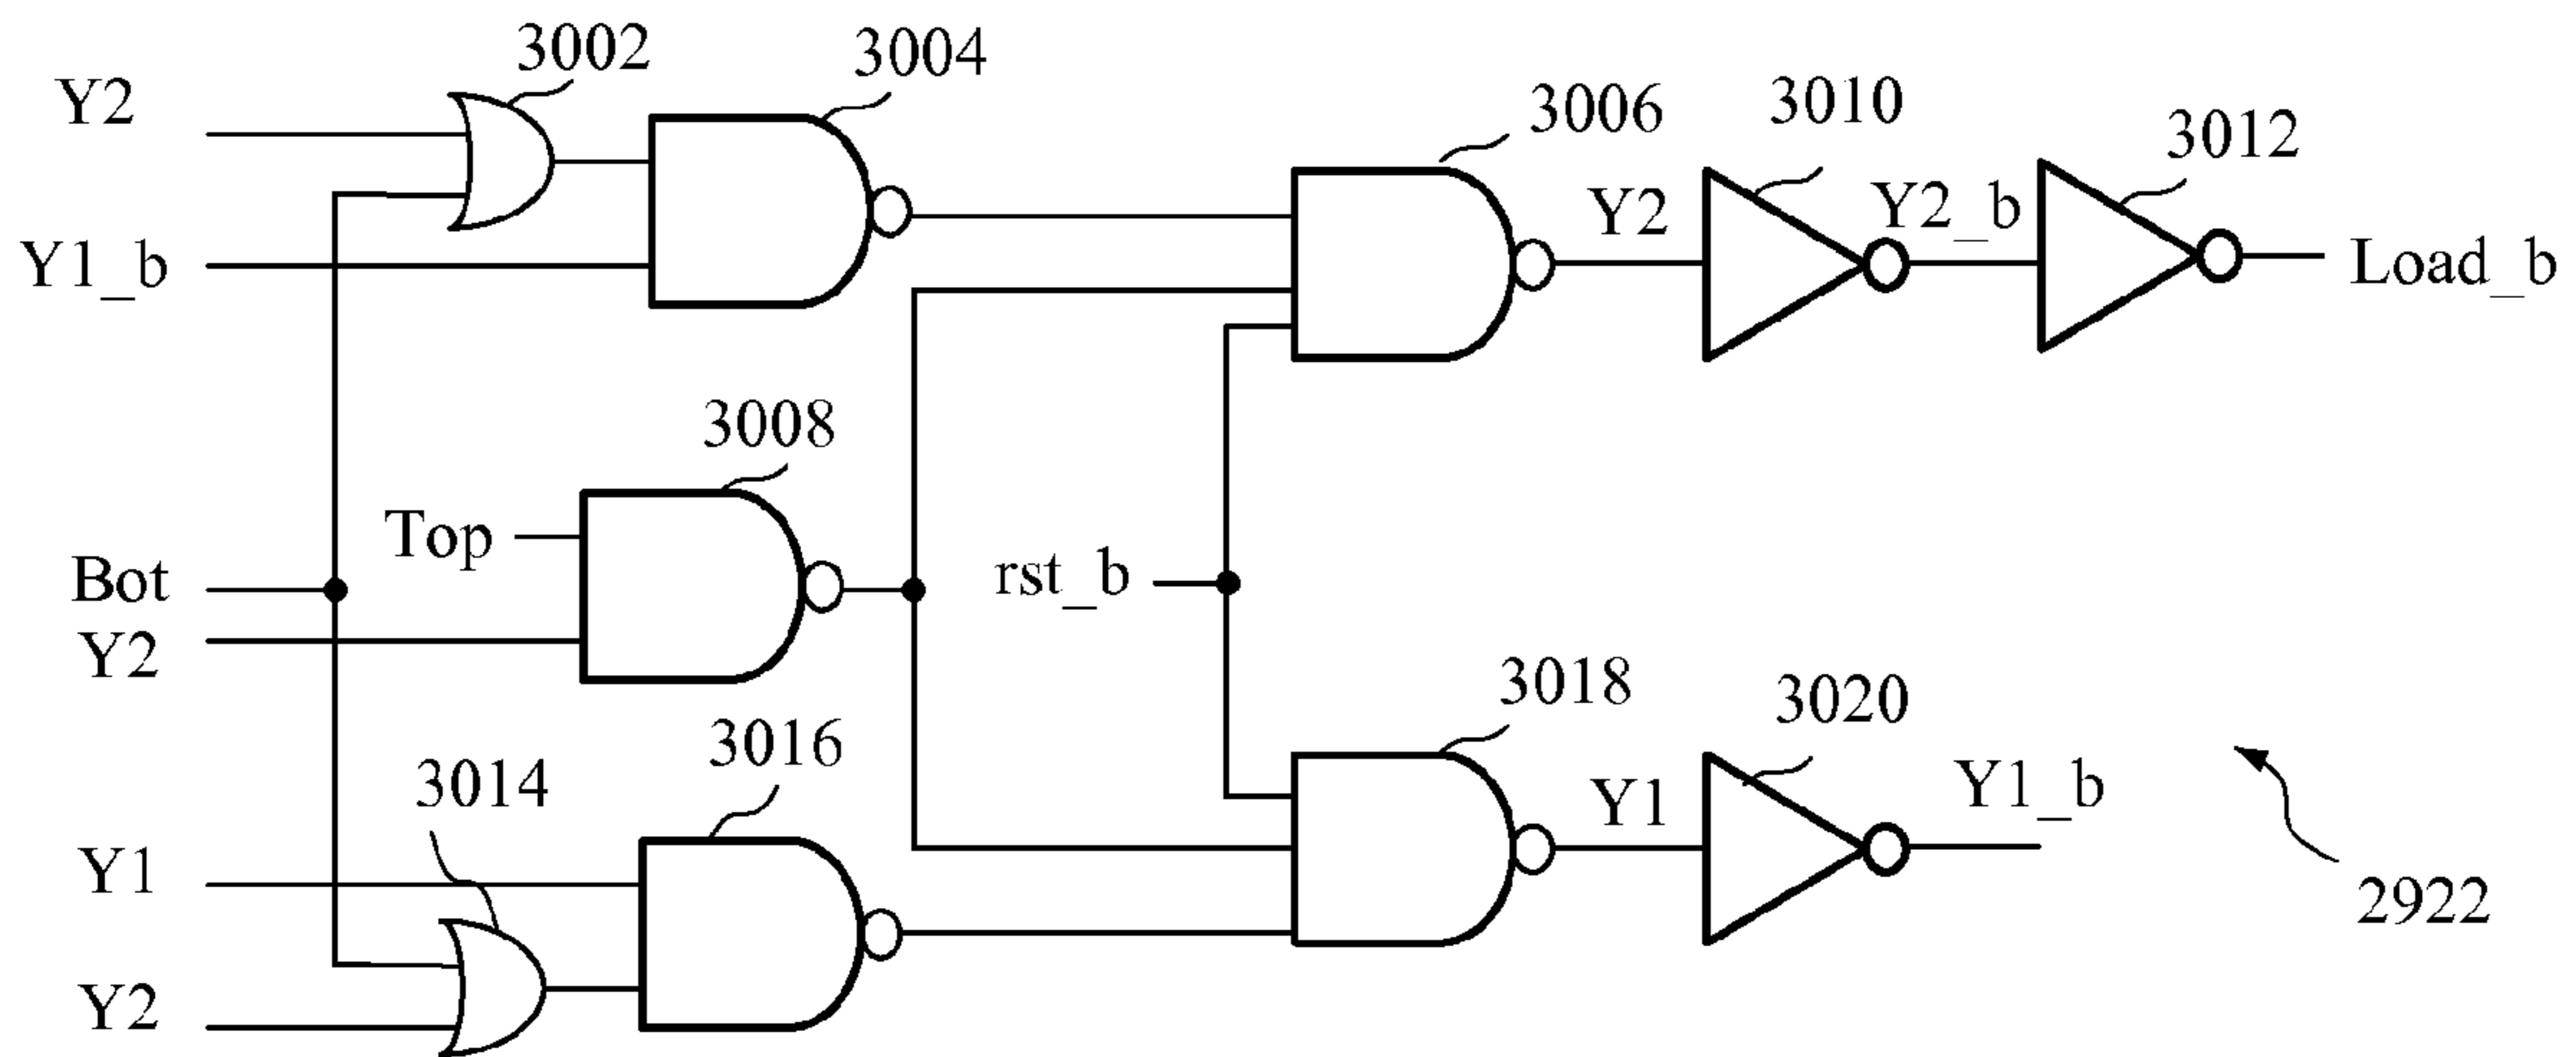 3002
3004
Y2
3006
3010
3012
Y2
Y2_b
Y1_b
Load_b
3008
Top
Bot
rst_b
Y2
3018
3020
3016
3014
Y1
Y1_b
Y1
2922
Y2